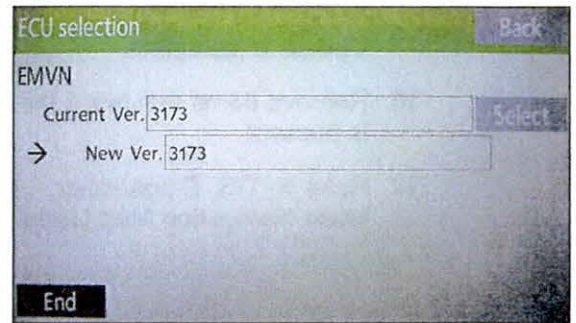 ECU selection Back
EMVN
Current Ver. 3173 Select
→ New Ver. 3173
End